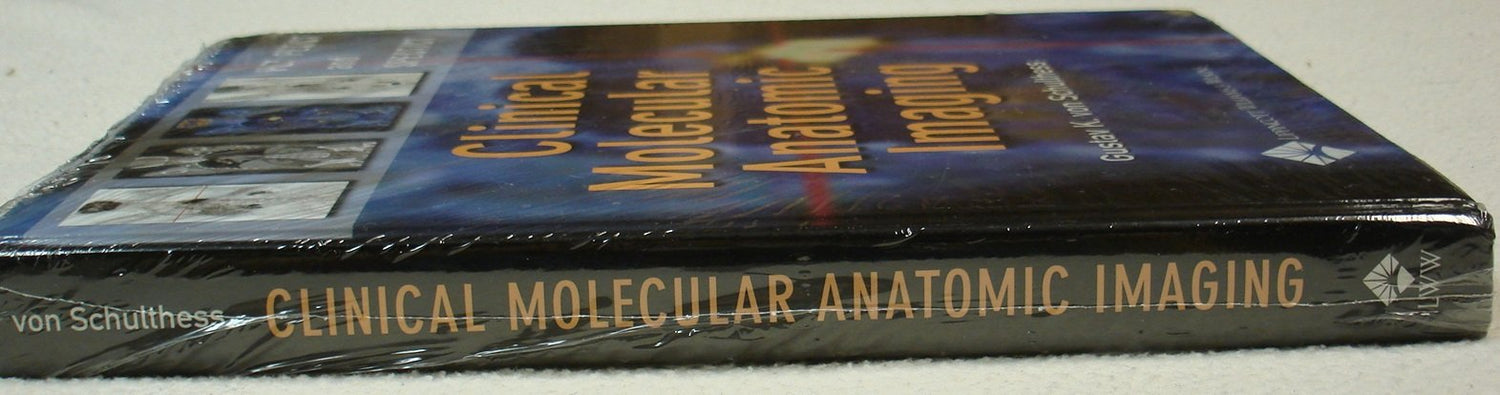 Clinical
Molecular
Anatomic
Imaging
Gustav K. von Schulthess
von Schulthess
CLINICAL MOLECULAR ANATOMIC IMAGING
LWW